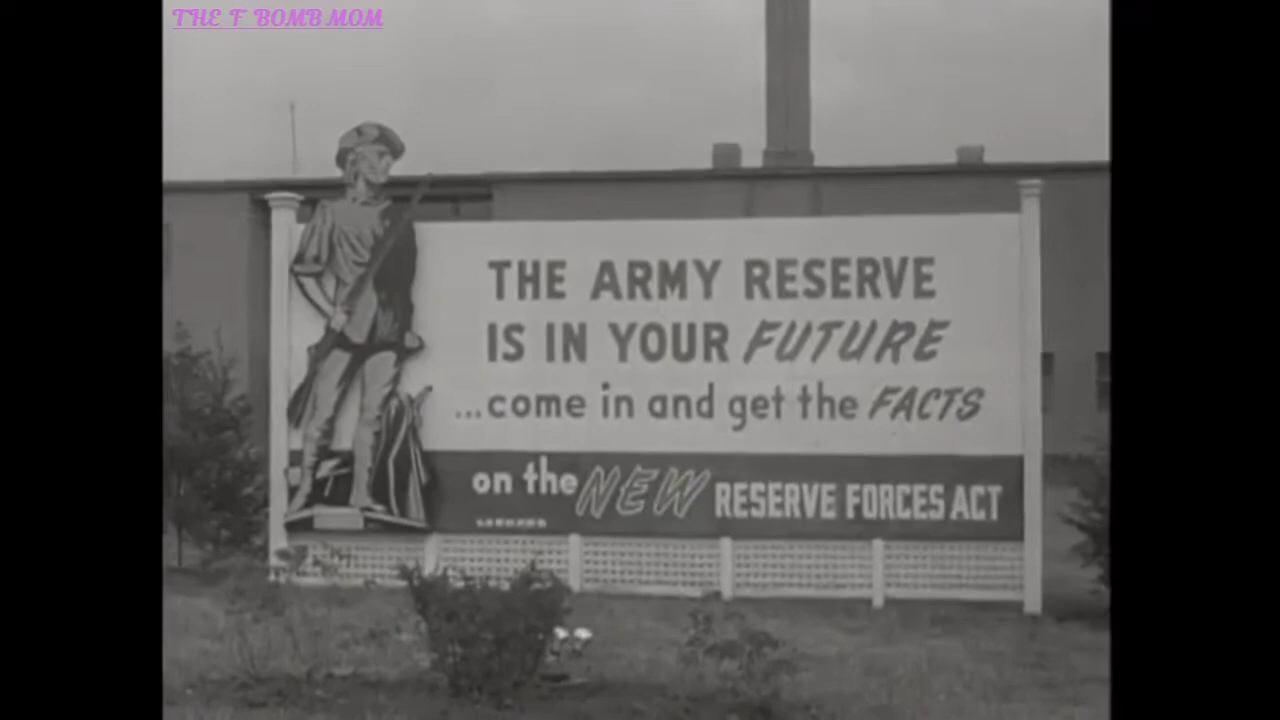 THE F BOMB MOM
THE ARMY RESERVE
IS IN YOUR FUTURE
...come in and get the FACTS
on the NEW RESERVE FORCES ACT